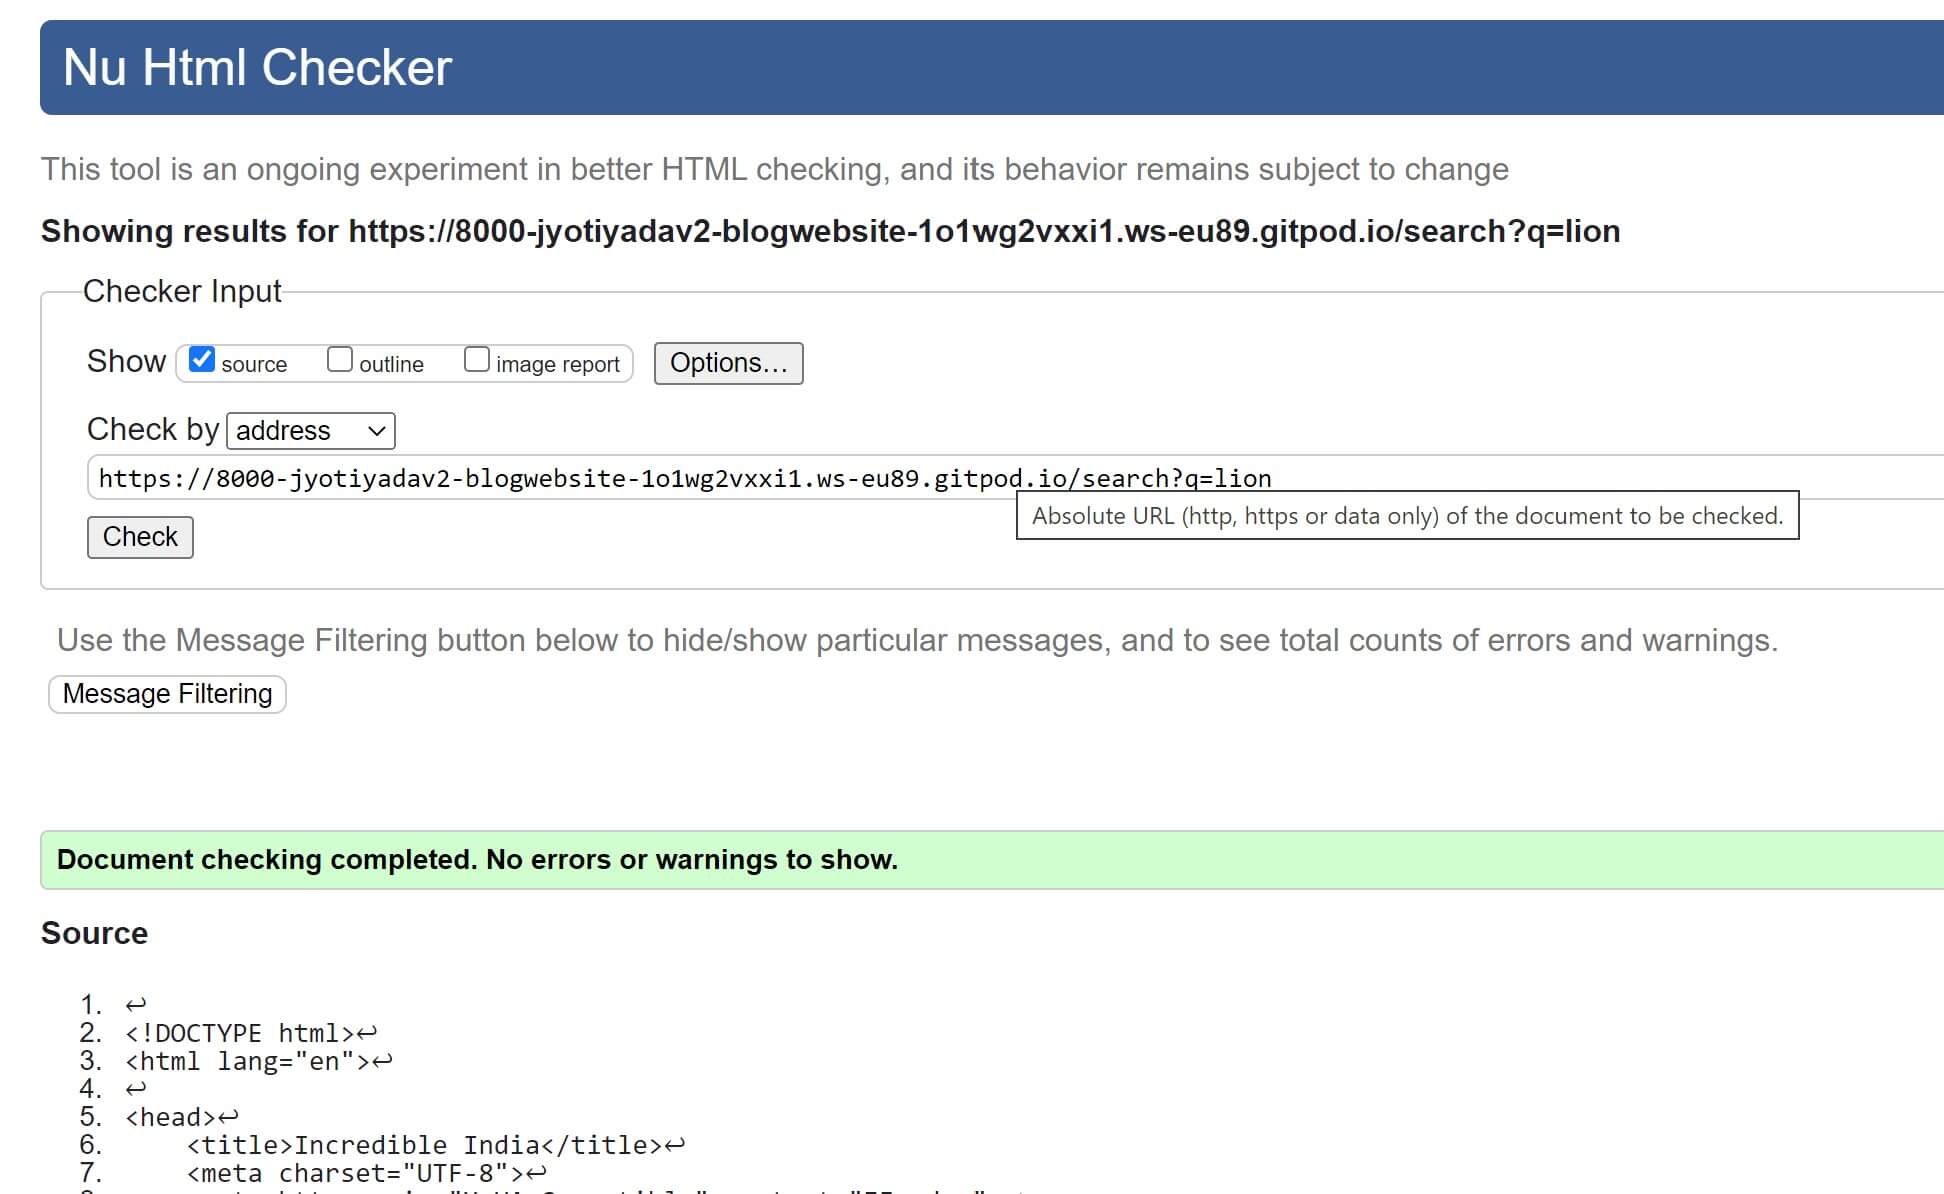 Nu Html Checker
This tool is an ongoing experiment in better HTML checking, and its behavior remains subject to change
Showing results for https://8000-jyotiyadav2-blogwebsite-1o1wg2vxxi1.ws-eu89.gitpod.io/search?q=lion
Checker Input
Show source outline image report Options...
Check by address
https://8000-jyotiyadav2-blogwebsite-1o1wg2vxxi1.ws-eu89.gitpod.io/search?q=lion
Absolute URL (http, https or data only) of the document to be checked.
Check
Use the Message Filtering button below to hide/show particular messages, and to see total counts of errors and warnings.
Message Filtering
Document checking completed. No errors or warnings to show.
Source
1. ↩
2. <!DOCTYPE html>↩
3. <html lang="en">↩
4. ↩
5. <head>↩
6. <title>Incredible India</title>↩
7. <meta charset="UTF-8">↩